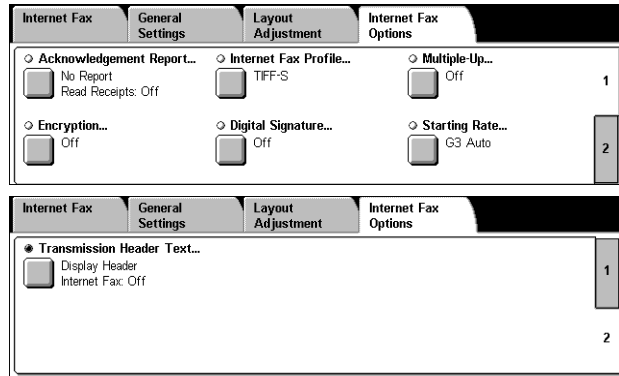 Internet Fax
General Settings
Layout Adjustment
Internet Fax Options
Acknowledgement Report...
No Report
Read Receipts: Off
Internet Fax Profile...
TIFF-S
Multiple-Up...
Off
1
Encryption...
Off
Digital Signature...
Off
Starting Rate...
G3 Auto
2
Internet Fax
General Settings
Layout Adjustment
Internet Fax Options
Transmission Header Text...
Display Header
Internet Fax: Off
1
2